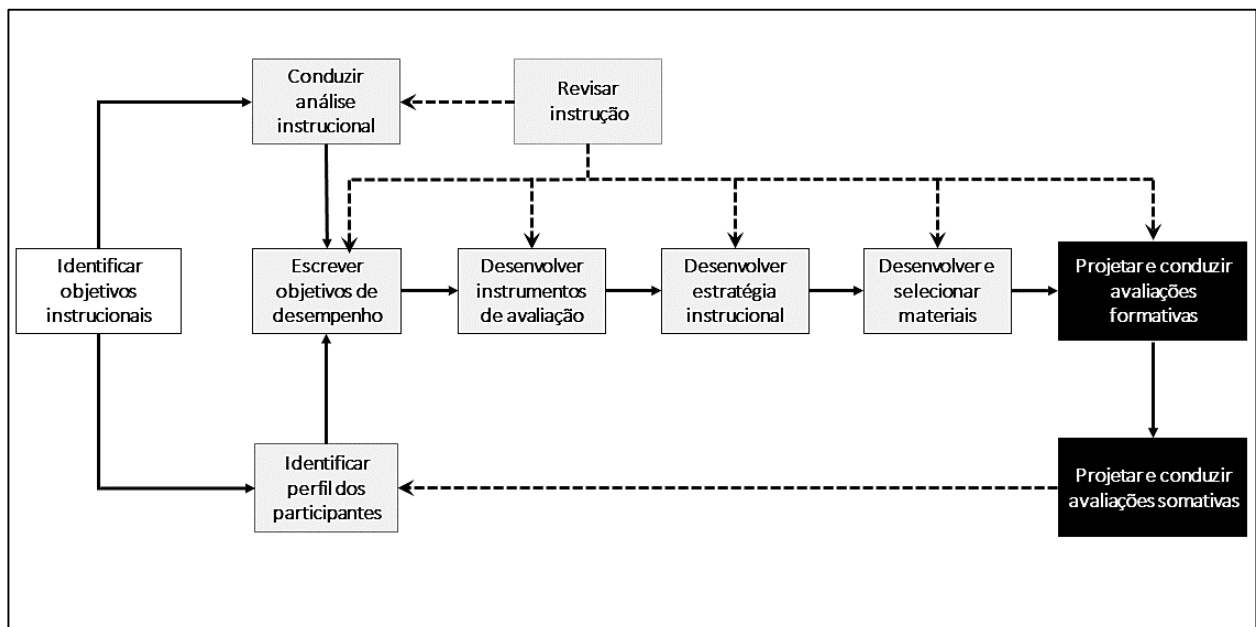 Conduzir
análise
instrucional
Revisar
instrução
Identificar
objetivos
instrucionais
Escrever
objetivos de
desempenho
Desenvolver
instrumentos
de avaliação
Desenvolver
estratégia
instrucional
Desenvolver e
selecionar
materiais
Projetar e conduzir
avaliações
formativas
Identificar
perfil dos
participantes
Projetar e conduzir
avaliações somativas